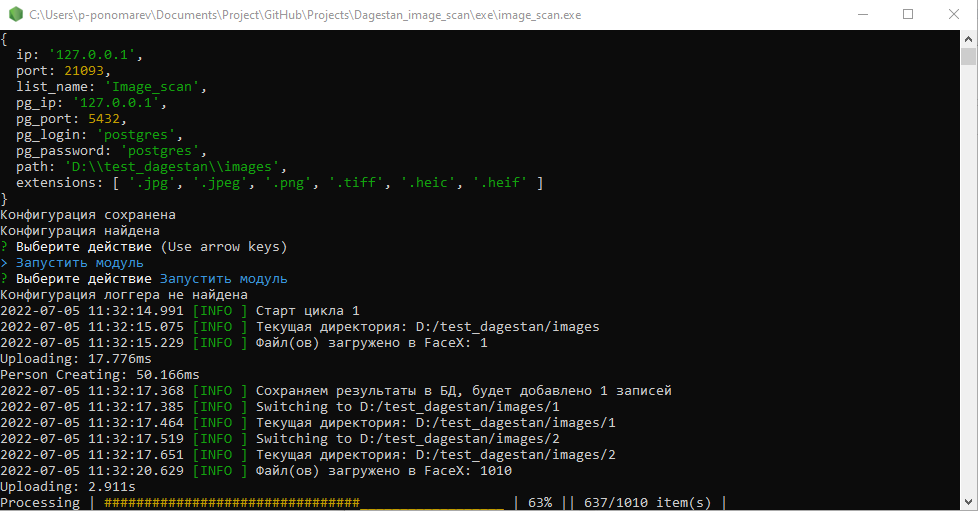 C:\Users\p-ponomarev\Documents\Project\GitHub\Projects\Dagestan_image_scan\exe\image_scan.exe
{
  ip: '127.0.0.1',
  port: 21093,
  list_name: 'Image_scan',
  pg_ip: '127.0.0.1',
  pg_port: 5432,
  pg_login: 'postgres',
  pg_password: 'postgres',
  path: 'D:\\test_dagestan\\images',
  extensions: [ '.jpg', '.jpeg', '.png', '.tiff', '.heic', '.heif' ]
}
Конфигурация сохранена
Конфигурация найдена
? Выберите действие (Use arrow keys)
> Запустить модуль
? Выберите действие Запустить модуль
Конфигурация логгера не найдена
2022-07-05 11:32:14.991 [INFO ] Старт цикла 1
2022-07-05 11:32:15.075 [INFO ] Текущая директория: D:/test_dagestan/images
2022-07-05 11:32:15.229 [INFO ] Файл(ов) загружено в FaceX: 1
Uploading: 17.776ms
Person Creating: 50.166ms
2022-07-05 11:32:17.368 [INFO ] Сохраняем результаты в БД, будет добавлено 1 записей
2022-07-05 11:32:17.385 [INFO ] Switching to D:/test_dagestan/images/1
2022-07-05 11:32:17.464 [INFO ] Текущая директория: D:/test_dagestan/images/1
2022-07-05 11:32:17.519 [INFO ] Switching to D:/test_dagestan/images/2
2022-07-05 11:32:17.651 [INFO ] Текущая директория: D:/test_dagestan/images/2
2022-07-05 11:32:20.629 [INFO ] Файл(ов) загружено в FaceX: 1010
Uploading: 2.911s
Processing | ################################__________________ | 63% || 637/1010 item(s) |